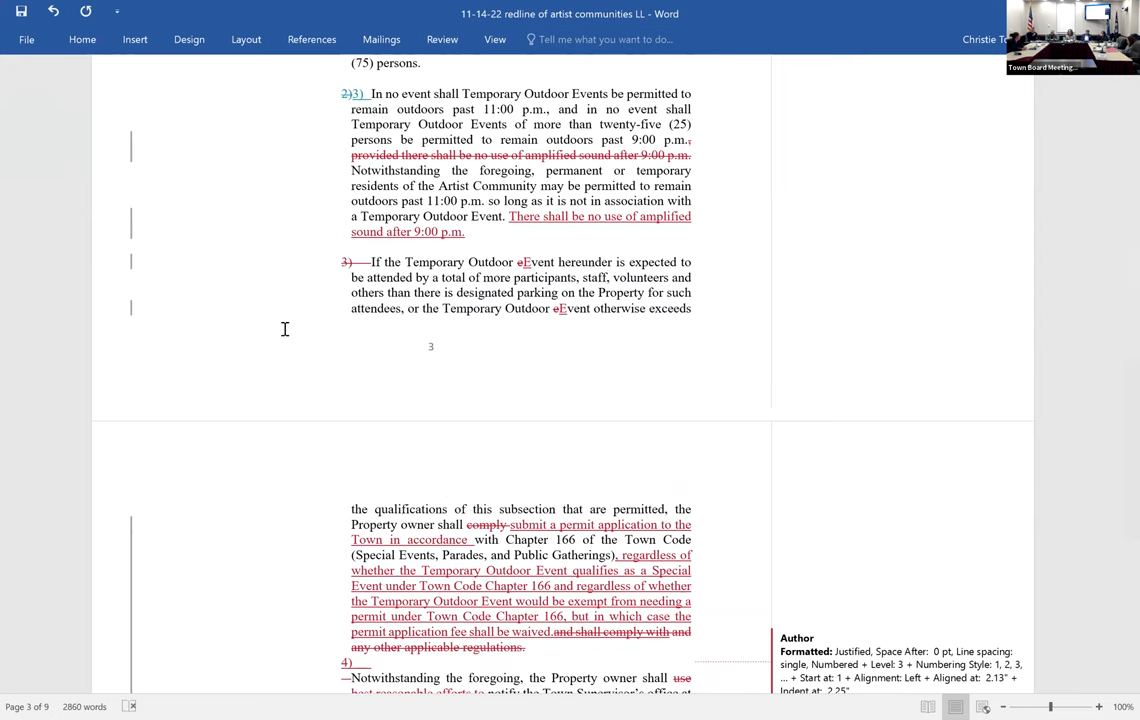 11-14-22 redline of artist communities LL - Word
File Home Insert Design Layout References Mailings Review View Tell me what you want to do... Christie To
Town Board Meeting...
(75) persons.
2)3) In no event shall Temporary Outdoor Events be permitted to
remain outdoors past 11:00 p.m., and in no event shall
Temporary Outdoor Events of more than twenty-five (25)
persons be permitted to remain outdoors past 9:00 p.m.,
provided there shall be no use of amplified sound after 9:00 p.m.
Notwithstanding the foregoing, permanent or temporary
residents of the Artist Community may be permitted to remain
outdoors past 11:00 p.m. so long as it is not in association with
a Temporary Outdoor Event. There shall be no use of amplified
sound after 9:00 p.m.
3) If the Temporary Outdoor eEvent hereunder is expected to
be attended by a total of more participants, staff, volunteers and
others than there is designated parking on the Property for such
attendees, or the Temporary Outdoor eEvent otherwise exceeds
3
the qualifications of this subsection that are permitted, the
Property owner shall comply submit a permit application to the
Town in accordance with Chapter 166 of the Town Code
(Special Events, Parades, and Public Gatherings), regardless of
whether the Temporary Outdoor Event qualifies as a Special
Event under Town Code Chapter 166 and regardless of whether
the Temporary Outdoor Event would be exempt from needing a
permit under Town Code Chapter 166, but in which case the
permit application fee shall be waived.and shall comply with and
any other applicable regulations.
4)
Notwithstanding the foregoing, the Property owner shall use
best reasonable efforts to notify the Town Supervisor's office at
Author
Formatted: Justified, Space After: 0 pt, Line spacing:
single, Numbered + Level: 3 + Numbering Style: 1, 2, 3,
... + Start at: 1 + Alignment: Left + Aligned at: 2.13" +
Indent at: 2.25"
Page 3 of 9 2860 words 100%